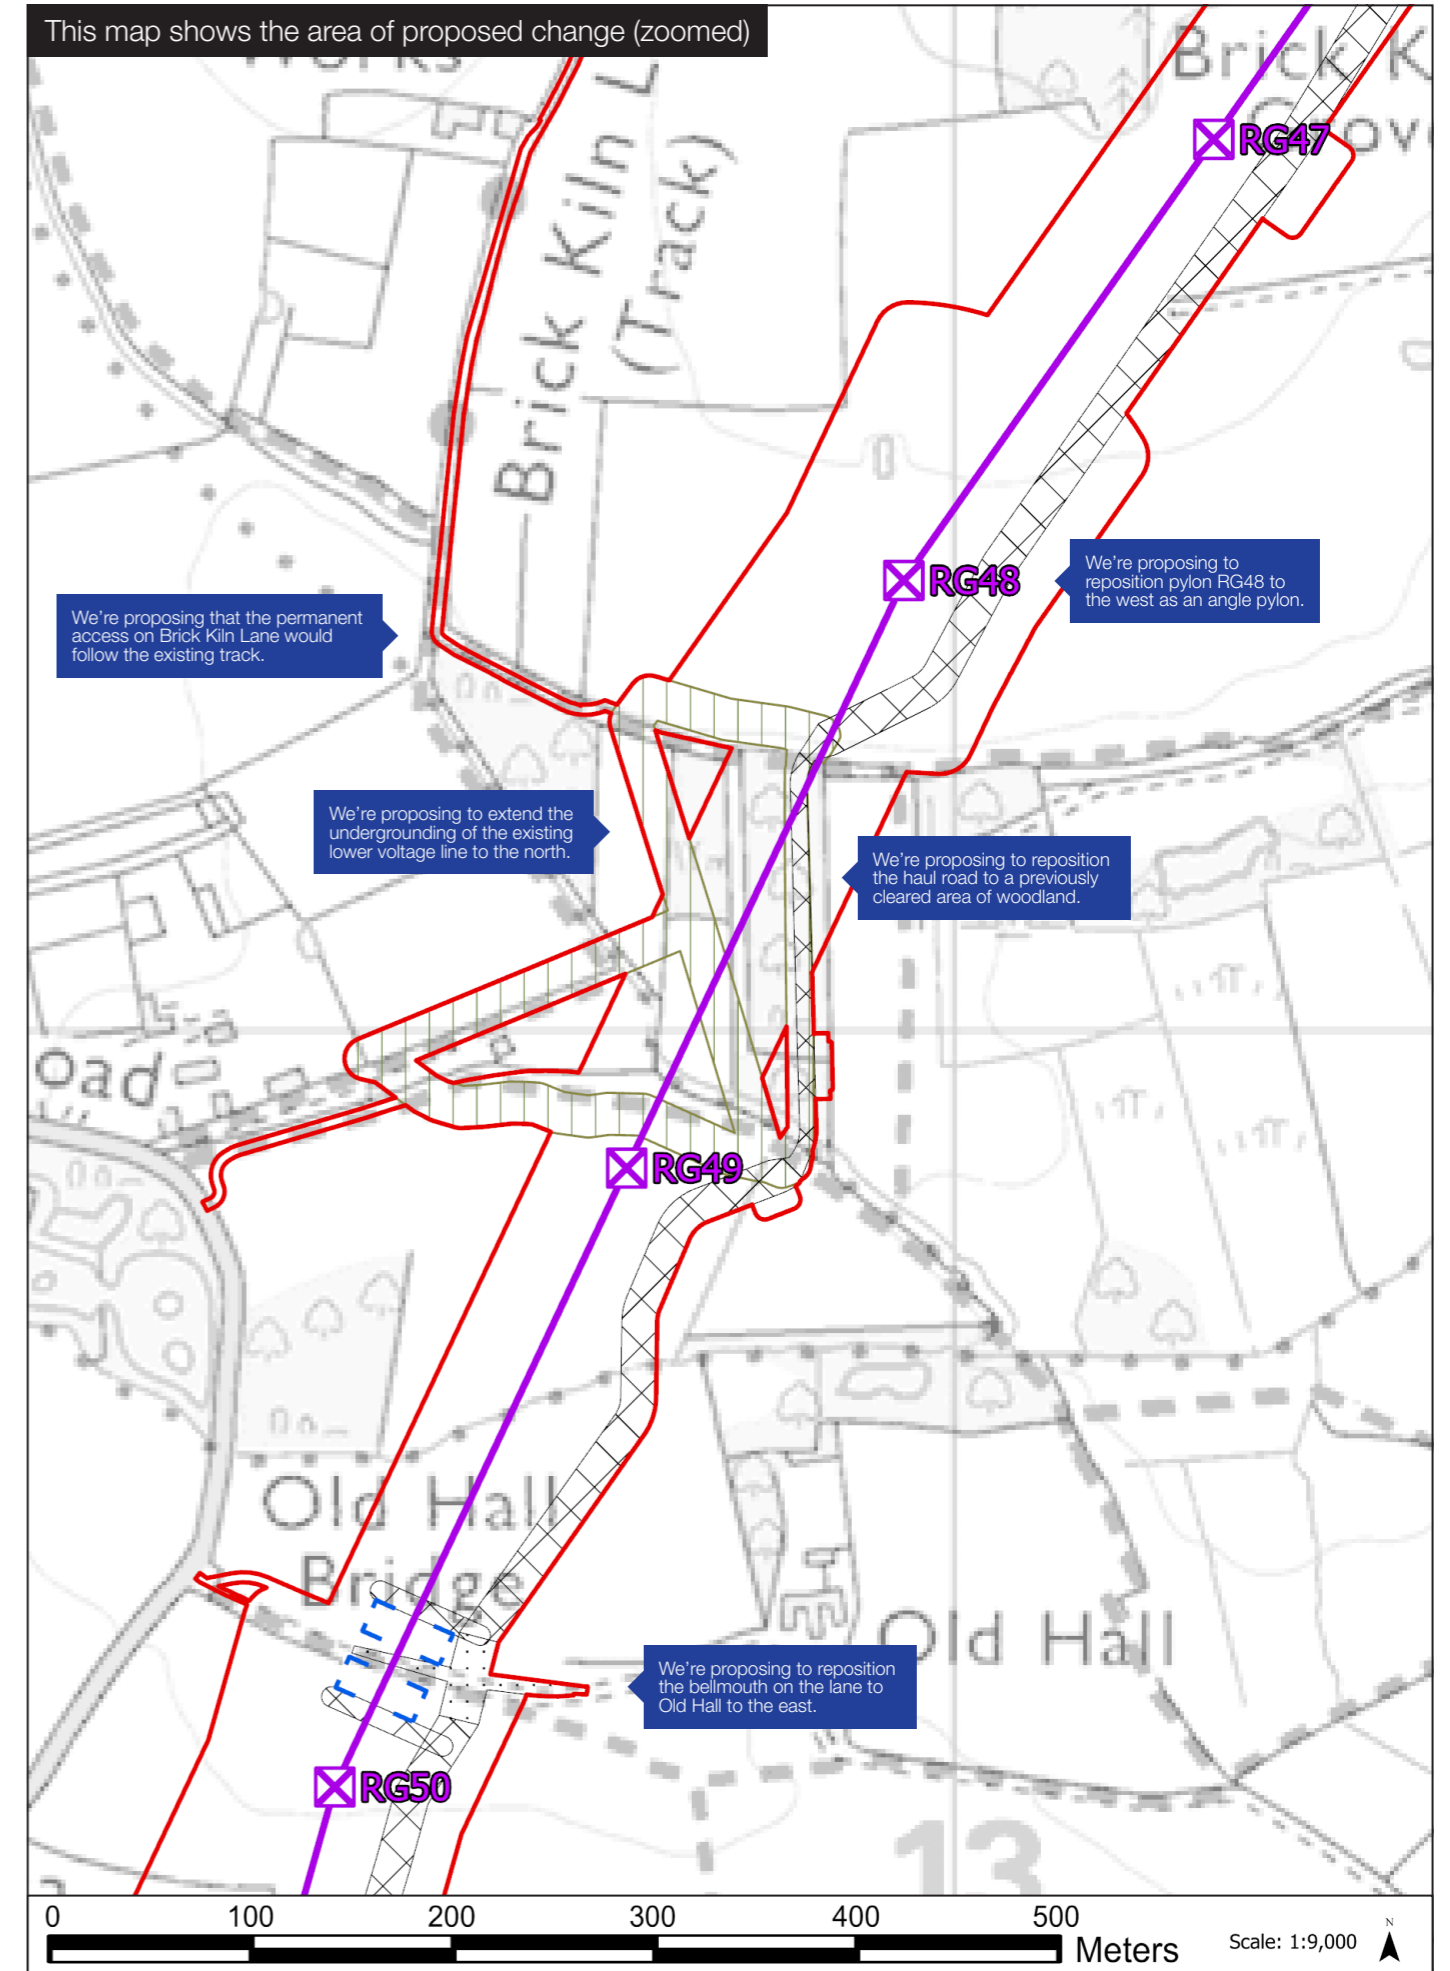 This map shows the area of proposed change (zoomed)
Works
Brick Kiln L
(Track)
Brick K
Grov
RG47
RG48
We're proposing to
reposition pylon RG48 to
the west as an angle pylon.
We're proposing that the permanent
access on Brick Kiln Lane would
follow the existing track.
We're proposing to extend the
undergrounding of the existing
lower voltage line to the north.
We're proposing to reposition
the haul road to a previously
cleared area of woodland.
oad
RG49
Old Hall
Bridge
Old Hall
We're proposing to reposition
the bellmouth on the lane to
Old Hall to the east.
RG50
13
0 100 200 300 400 500
Meters
Scale: 1:9,000
N